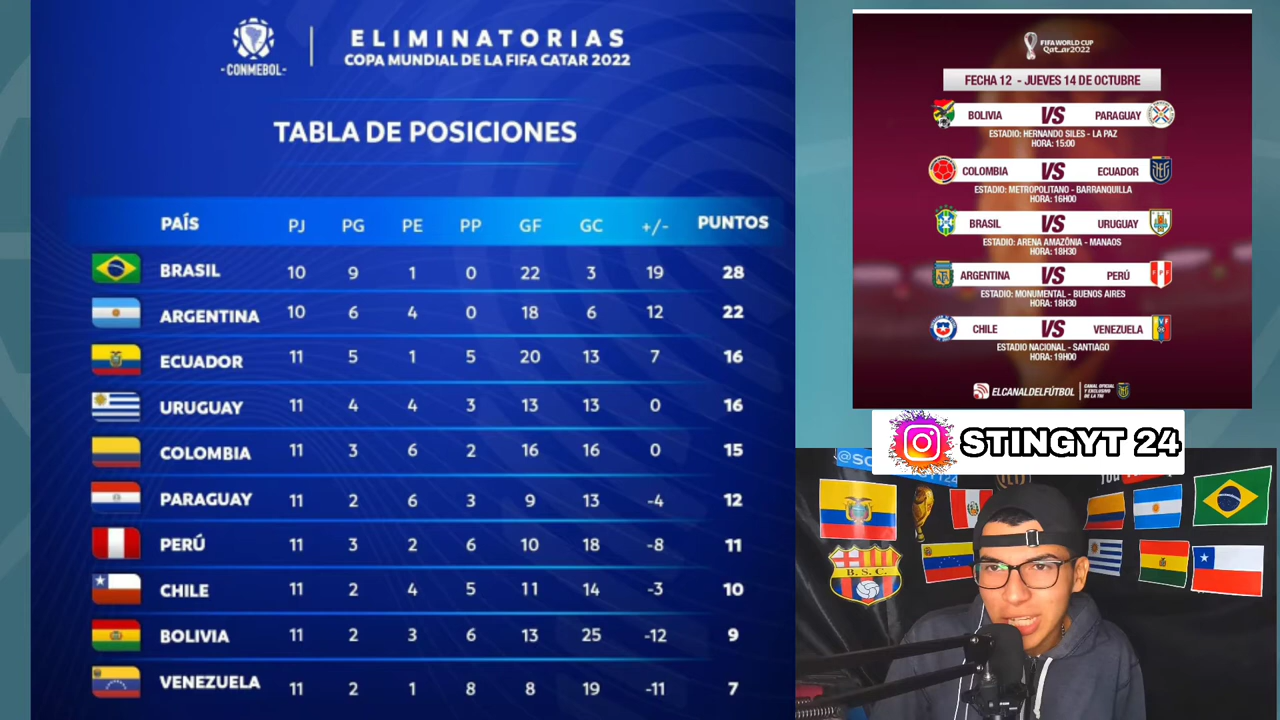 CONMEBOL
ELIMINATORIAS
COPA MUNDIAL DE LA FIFA CATAR 2022
TABLA DE POSICIONES
PAÍS PJ PG PE PP GF GC +/- PUNTOS
BRASIL 10 9 1 0 22 3 19 28
ARGENTINA 10 6 4 0 18 6 12 22
ECUADOR 11 5 1 5 20 13 7 16
URUGUAY 11 4 4 3 13 13 0 16
COLOMBIA 11 3 6 2 16 16 0 15
PARAGUAY 11 2 6 3 9 13 -4 12
PERÚ 11 3 2 6 10 18 -8 11
CHILE 11 2 4 5 11 14 -3 10
BOLIVIA 11 2 3 6 13 25 -12 9
VENEZUELA 11 2 1 8 8 19 -11 7
FIFA WORLD CUP
Qatar2022
FECHA 12 - JUEVES 14 DE OCTUBRE
BOLIVIA VS PARAGUAY
ESTADIO: HERNANDO SILES - LA PAZ
HORA: 15:00
COLOMBIA VS ECUADOR
ESTADIO: METROPOLITANO - BARRANQUILLA
HORA: 16H00
BRASIL VS URUGUAY
ESTADIO: ARENA AMAZÔNIA - MANAOS
HORA: 18H30
ARGENTINA VS PERÚ
ESTADIO: MONUMENTAL - BUENOS AIRES
HORA: 18H30
CHILE VS VENEZUELA
ESTADIO NACIONAL - SANTIAGO
HORA: 19H00
ELCANALDELFÚTBOL
CANAL OFICIAL
Y EXCLUSIVO
DE LA TRI
STINGYT 24
B. S. C.